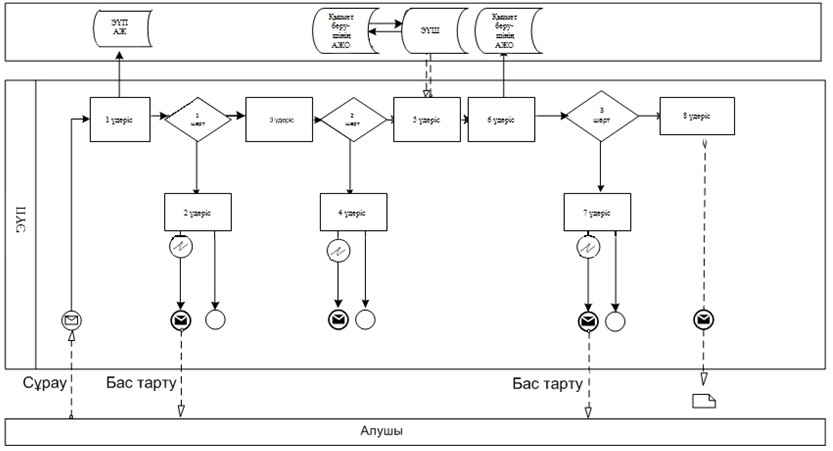 ЭҮП
АЖ
Қызмет
беру-
шінің
АЖО
ЭҮШ
Қызмет
беру-
шінің
АЖО
ЭҮП
1 үдеріс
1
шарт
3 үдеріс
2
шарт
5 үдеріс
6 үдеріс
3
шарт
8 үдеріс
2 үдеріс
4 үдеріс
7 үдеріс
Сұрау
Бас тарту
Бас тарту
Алушы